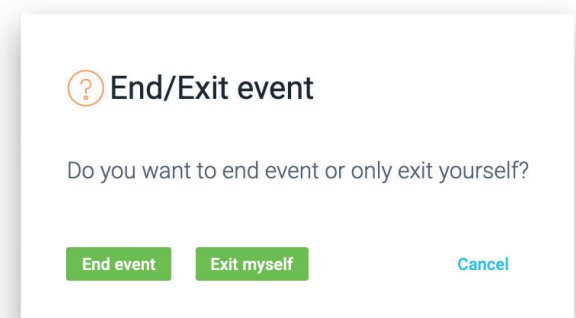 End/Exit event
Do you want to end event or only exit yourself?
End event Exit myself Cancel